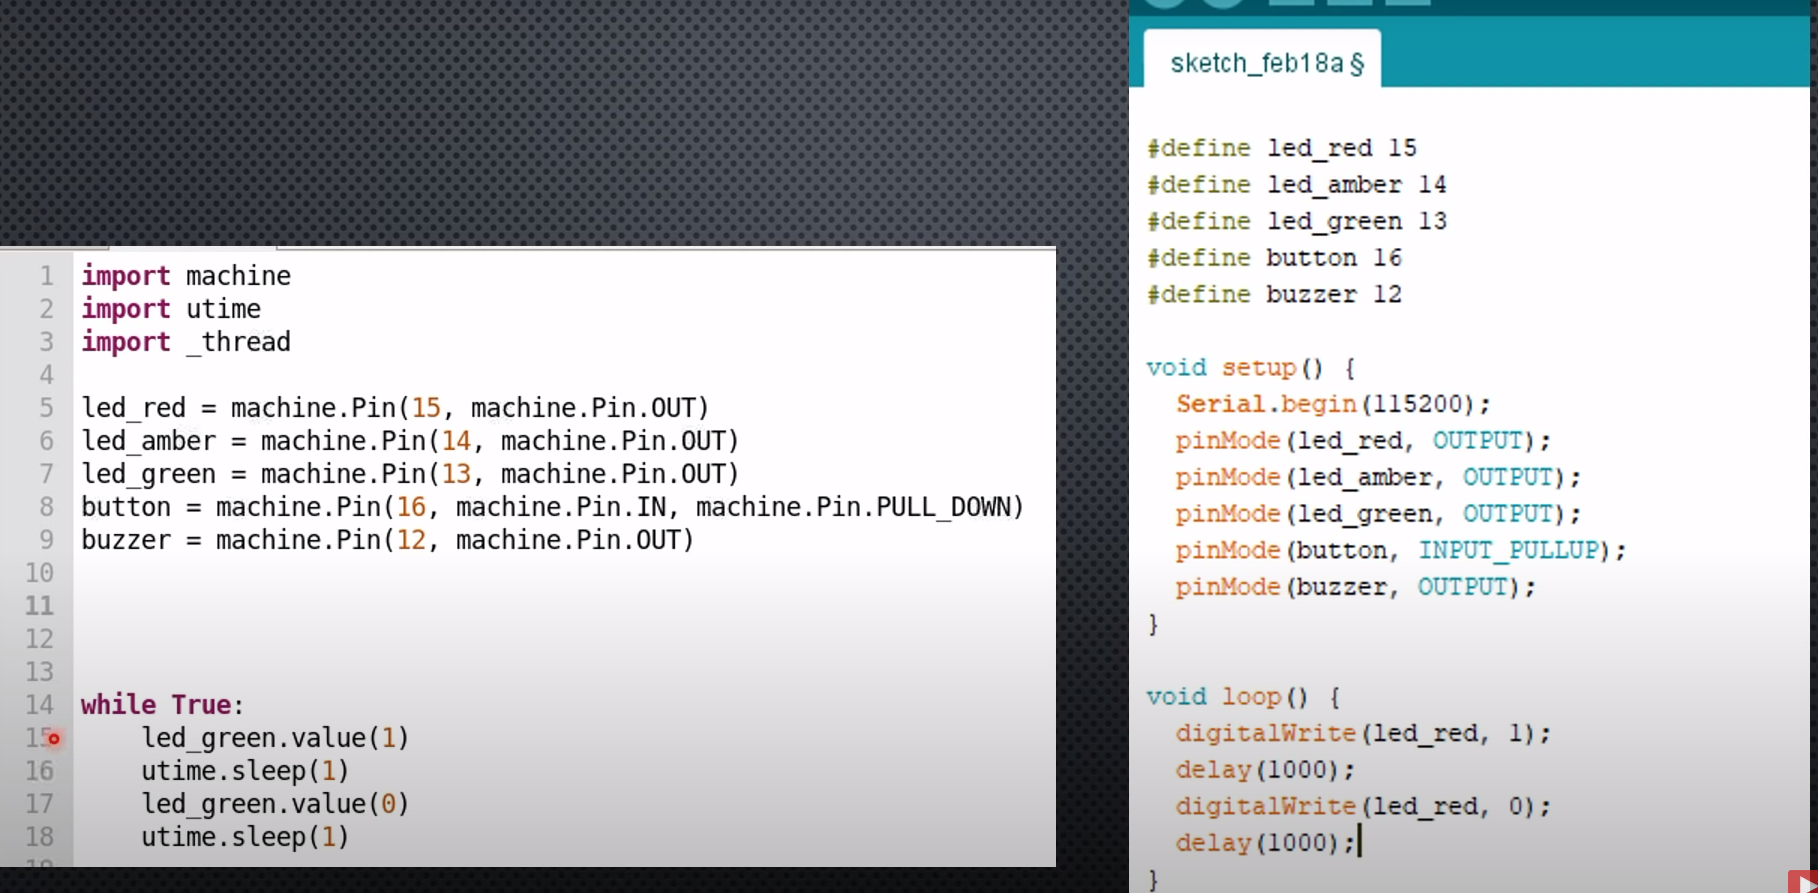 1 import machine
2 import utime
3 import _thread
4
5 led_red = machine.Pin(15, machine.Pin.OUT)
6 led_amber = machine.Pin(14, machine.Pin.OUT)
7 led_green = machine.Pin(13, machine.Pin.OUT)
8 button = machine.Pin(16, machine.Pin.IN, machine.Pin.PULL_DOWN)
9 buzzer = machine.Pin(12, machine.Pin.OUT)
10
11
12
13
14 while True:
15     led_green.value(1)
16     utime.sleep(1)
17     led_green.value(0)
18     utime.sleep(1)
sketch_feb18a §
#define led_red 15
#define led_amber 14
#define led_green 13
#define button 16
#define buzzer 12
void setup() {
  Serial.begin(115200);
  pinMode(led_red, OUTPUT);
  pinMode(led_amber, OUTPUT);
  pinMode(led_green, OUTPUT);
  pinMode(button, INPUT_PULLUP);
  pinMode(buzzer, OUTPUT);
}
void loop() {
  digitalWrite(led_red, 1);
  delay(1000);
  digitalWrite(led_red, 0);
  delay(1000);
}